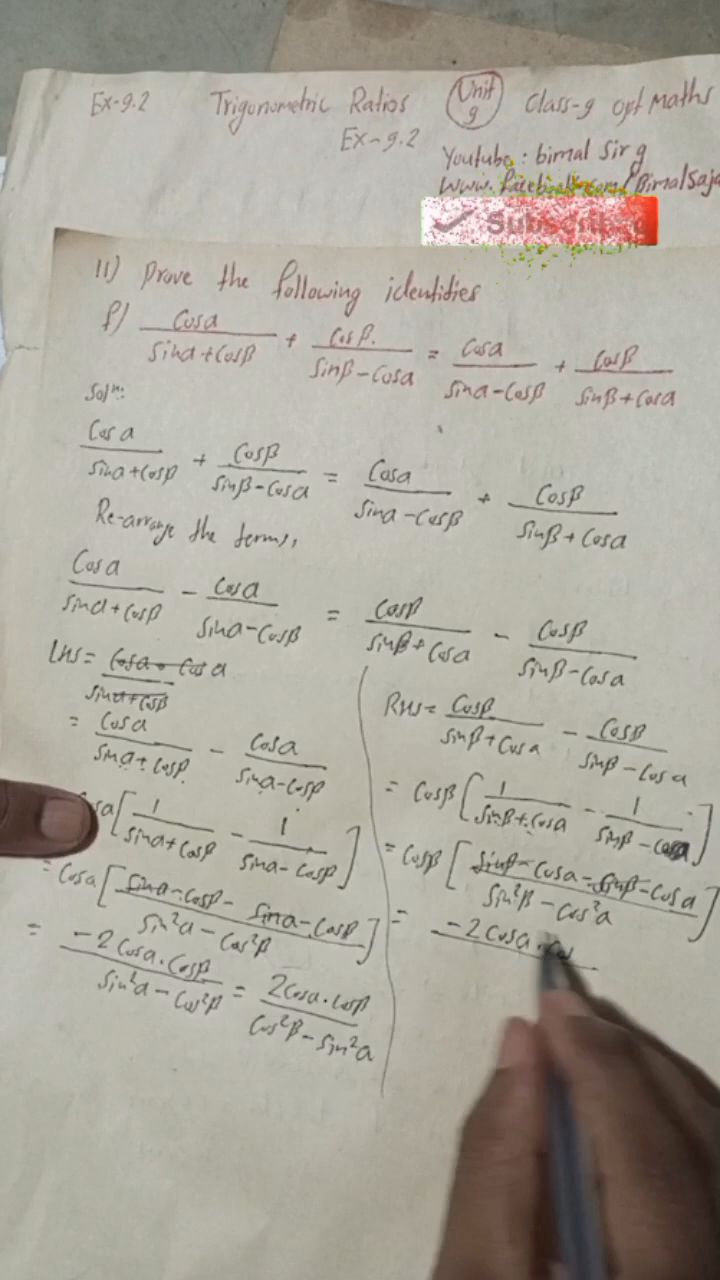 Ex-9.2 Trigonometric Ratios Unit 9 Class-9 Opt Maths
Ex-9.2
Youtube : bimal Sir g
Subscribed
11) Prove the following identities
f) Cosα/(Sinα+Cosβ) + Cosβ./(Sinβ-Cosα) = Cosα/(Sinα-Cosβ) + Cosβ/(Sinβ+Cosα)
Solⁿ:
Cosα/(Sinα+Cosβ) + Cosβ/(Sinβ-Cosα) = Cosα/(Sinα-Cosβ) + Cosβ/(Sinβ+Cosα)
Re-arrange the terms,
Cosα/(Sinα+Cosβ) - Cosα/(Sinα-Cosβ) = Cosβ/(Sinβ+Cosα) - Cosβ/(Sinβ-Cosα)
LHS = Cosα - Cosα/(Sinα+Cosβ)
= Cosα/(Sinα+Cosβ) - Cosα/(Sinα-Cosβ)
[1/(Sinα+Cosβ) - 1/(Sinα-Cosβ)]
= Cosα[(Sinα-Cosβ - Sinα-Cosβ)/(Sin²α-Cos²β)]
= -2Cosα.Cosβ/(Sin²α-Cos²β) = 2Cosα.Cosβ/(Cos²β-Sin²α)
RHS = Cosβ/(Sinβ+Cosα) - Cosβ/(Sinβ-Cosα)
= Cosβ[1/(Sinβ+Cosα) - 1/(Sinβ-Cosα)]
= Cosβ[(Sinβ-Cosα-Sinβ-Cosα)/(Sin²β-Cos²α)]
= -2Cosα.Cos